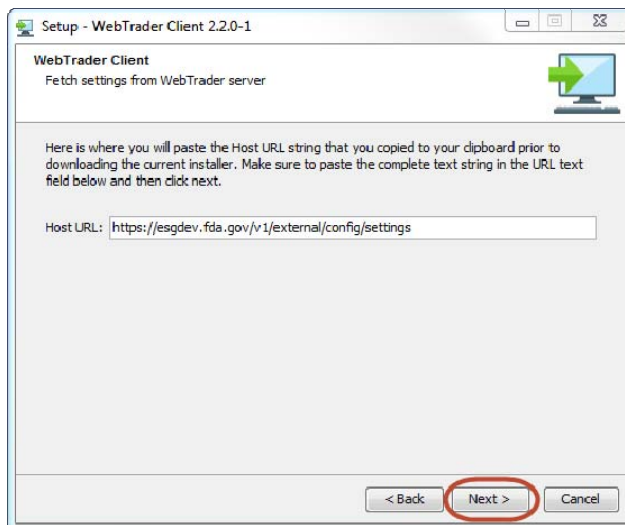 Setup - WebTrader Client 2.2.0-1
WebTrader Client
Fetch settings from WebTrader server
Here is where you will paste the Host URL string that you copied to your clipboard prior to
downloading the current installer. Make sure to paste the complete text string in the URL text
field below and then click next.
Host URL: https://esgdev.fda.gov/v1/external/config/settings
< Back Next > Cancel